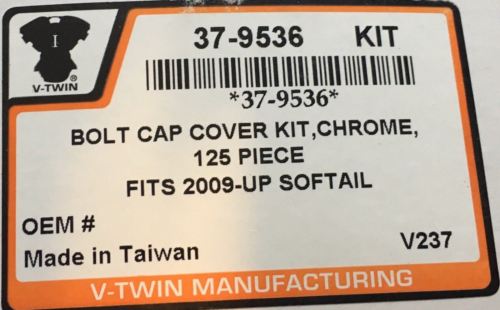 37-9536 KIT
I
V-TWIN ®
*37-9536*
BOLT CAP COVER KIT,CHROME,
125 PIECE
FITS 2009-UP SOFTAIL
OEM #
Made in Taiwan V237
V-TWIN MANUFACTURING